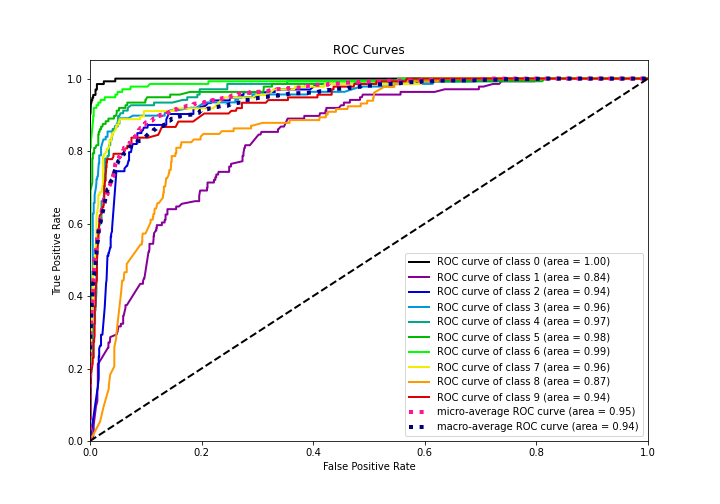 ROC Curves
True Positive Rate
1.0
0.8
0.6
0.4
0.2
0.0
ROC curve of class 0 (area = 1.00)
ROC curve of class 1 (area = 0.84)
ROC curve of class 2 (area = 0.94)
ROC curve of class 3 (area = 0.96)
ROC curve of class 4 (area = 0.97)
ROC curve of class 5 (area = 0.98)
ROC curve of class 6 (area = 0.99)
ROC curve of class 7 (area = 0.96)
ROC curve of class 8 (area = 0.87)
ROC curve of class 9 (area = 0.94)
micro-average ROC curve (area = 0.95)
macro-average ROC curve (area = 0.94)
0.0 0.2 0.4 0.6 0.8 1.0
False Positive Rate